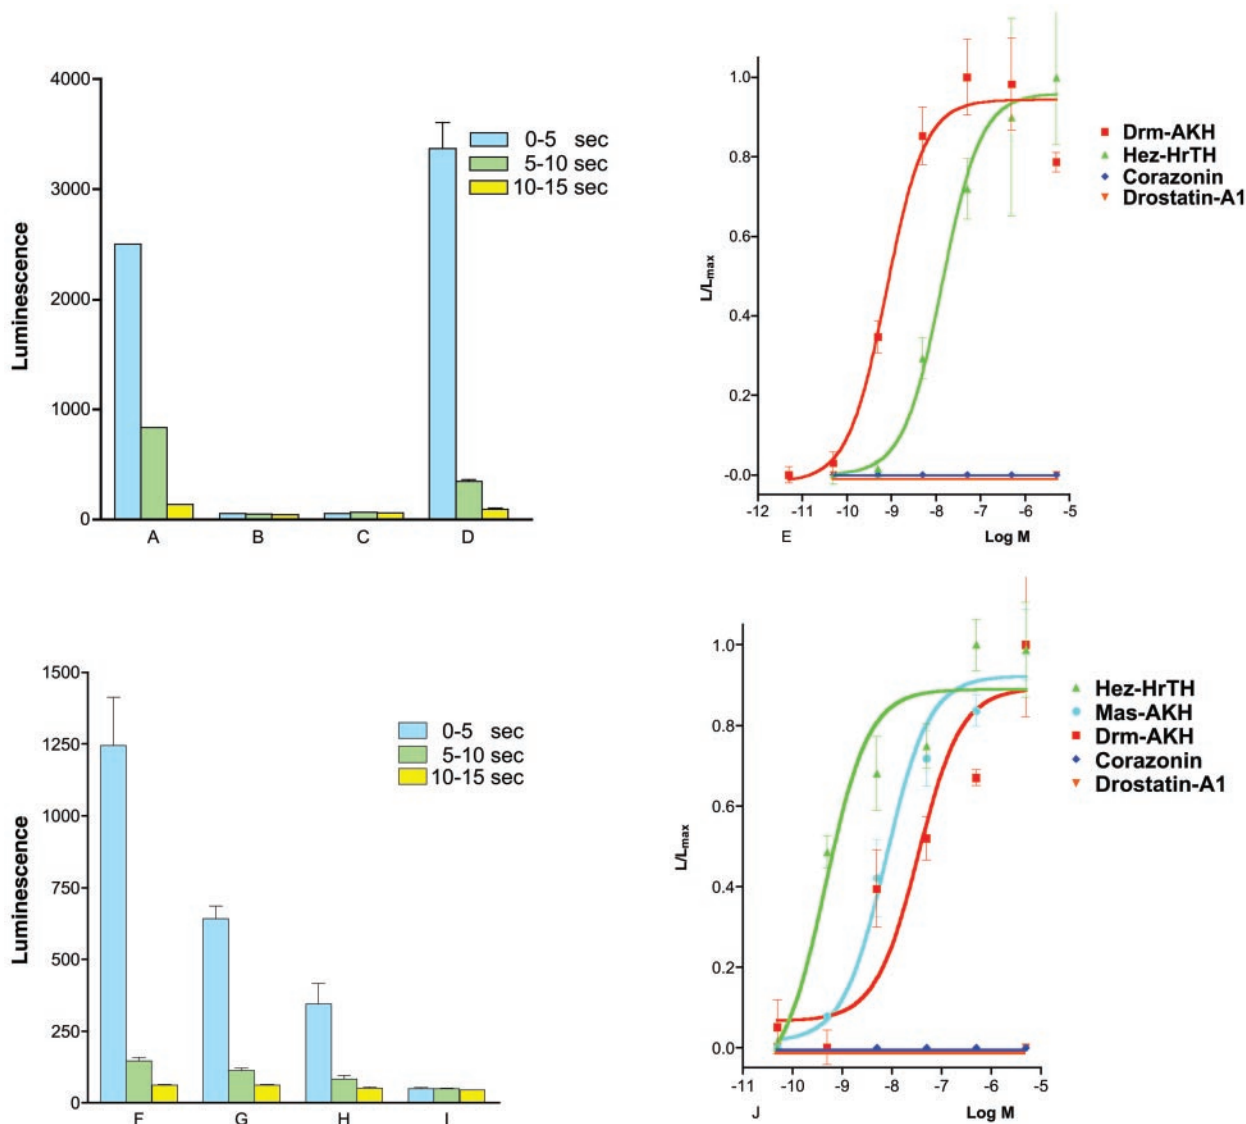 4000
3000
2000
1000
0
Luminescence
0-5 sec
5-10 sec
10-15 sec
A B C D
1.0
0.8
0.6
0.4
0.2
-0.0
L/Lmax
-12 -11 -10 -9 -8 -7 -6 -5
E Log M
Drm-AKH
Hez-HrTH
Corazonin
Drostatin-A1
1500
1250
1000
750
500
250
0
Luminescence
0-5 sec
5-10 sec
10-15 sec
F G H I
1.0
0.8
0.6
0.4
0.2
0.0
L/Lmax
-11 -10 -9 -8 -7 -6 -5
J Log M
Hez-HrTH
Mas-AKH
Drm-AKH
Corazonin
Drostatin-A1